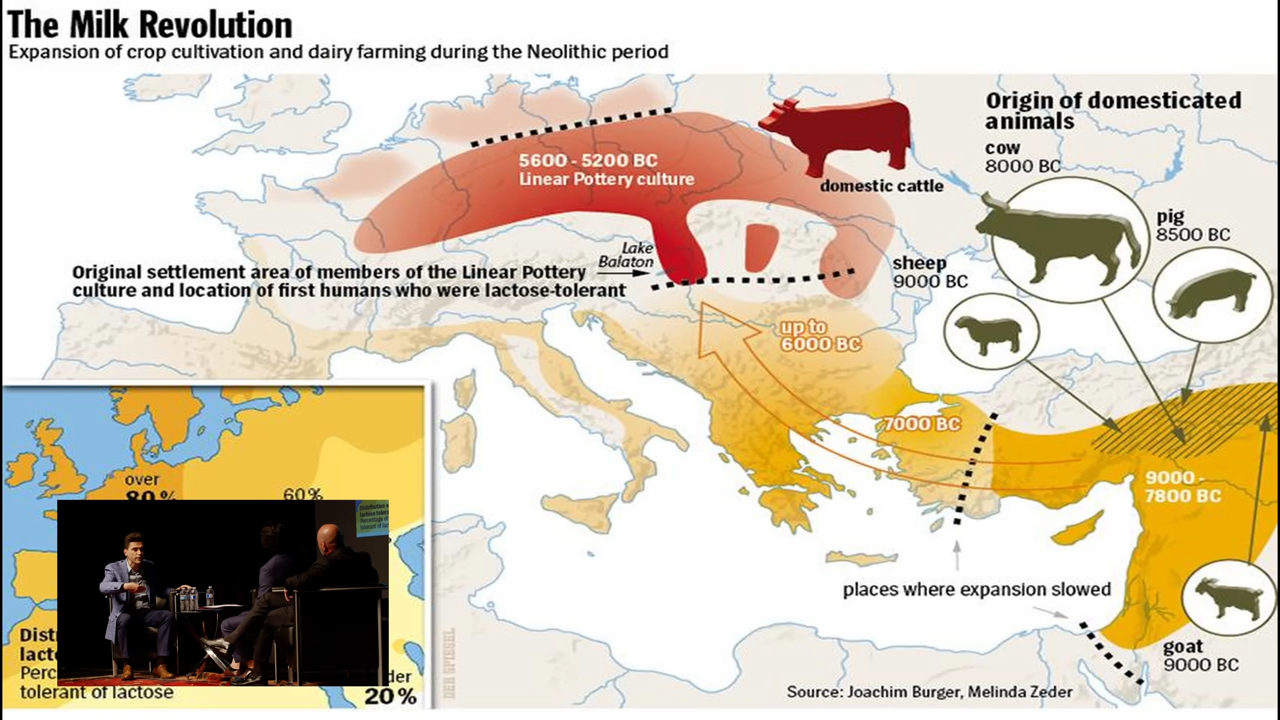 The Milk Revolution
Expansion of crop cultivation and dairy farming during the Neolithic period
Origin of domesticated
animals
cow
8000 BC
pig
8500 BC
5600 - 5200 BC
Linear Pottery culture
domestic cattle
Lake
Balaton
sheep
9000 BC
Original settlement area of members of the Linear Pottery
culture and location of first humans who were lactose-tolerant
up to
6000 BC
7000 BC
9000 -
7800 BC
places where expansion slowed
goat
9000 BC
over
80%
60%
20%
tolerant of lactose
DER SPIEGEL
Source: Joachim Burger, Melinda Zeder